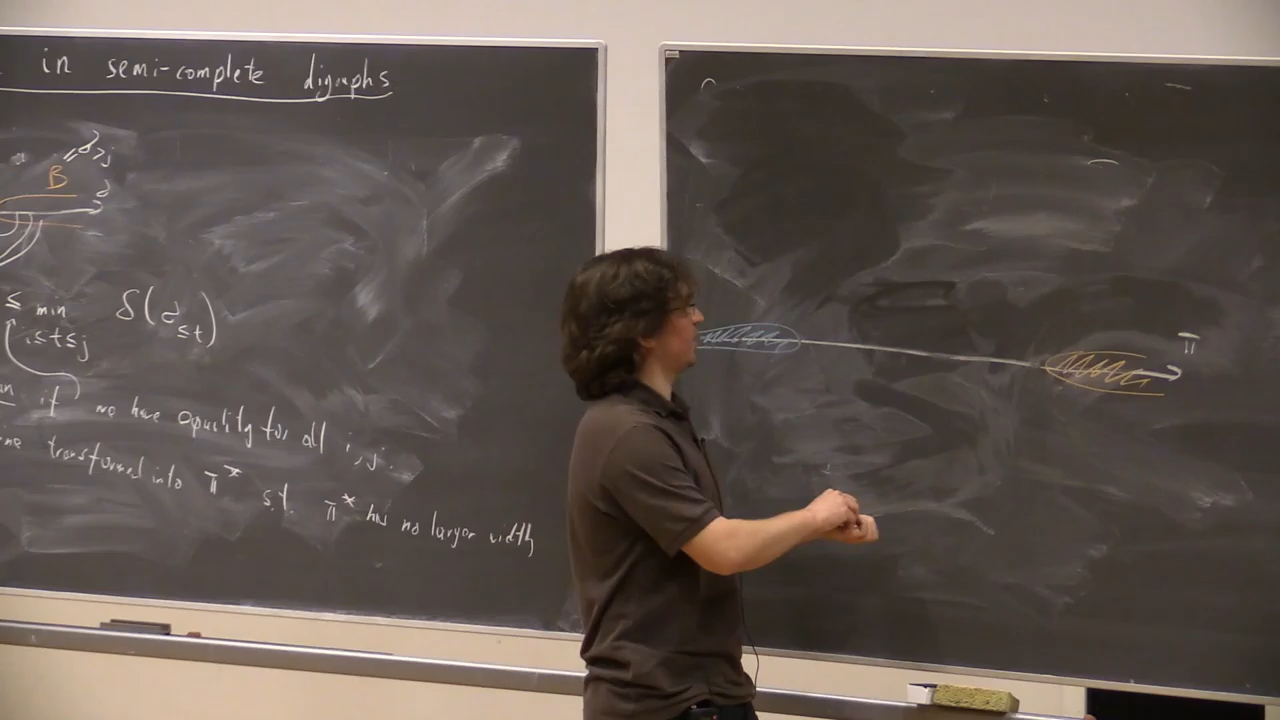 in semi-complete digraphs
B
≤ min δ(σ≤t)
i≤t≤j
if we have equality for all i, j.
transformed into π* s.t. π* has no larger width
π